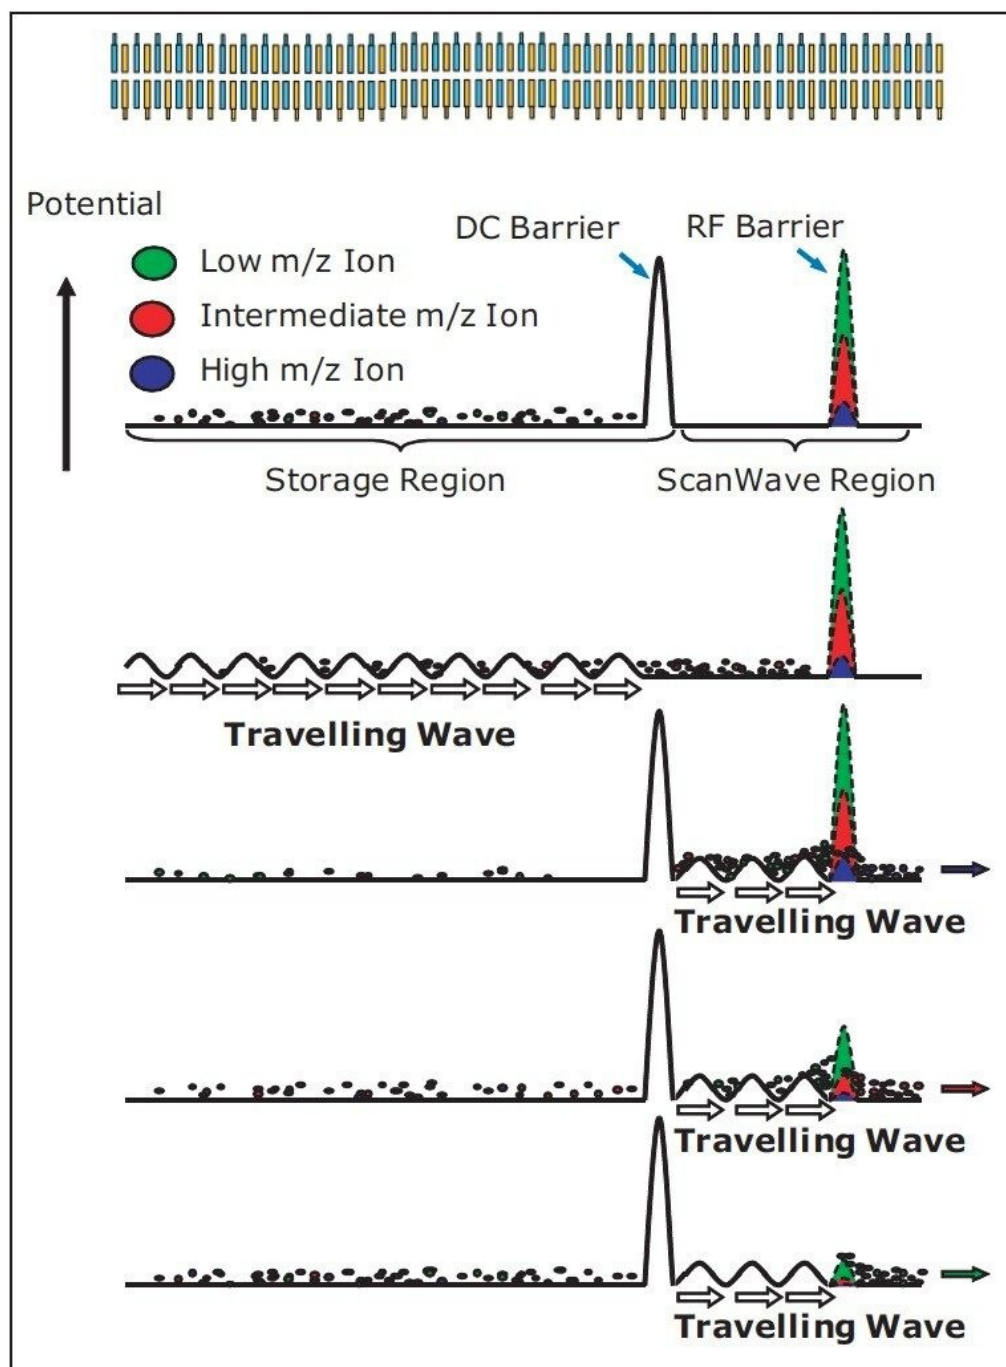 Potential
DC Barrier
RF Barrier
Low m/z Ion
Intermediate m/z Ion
High m/z Ion
Storage Region
ScanWave Region
Travelling Wave
Travelling Wave
Travelling Wave
Travelling Wave